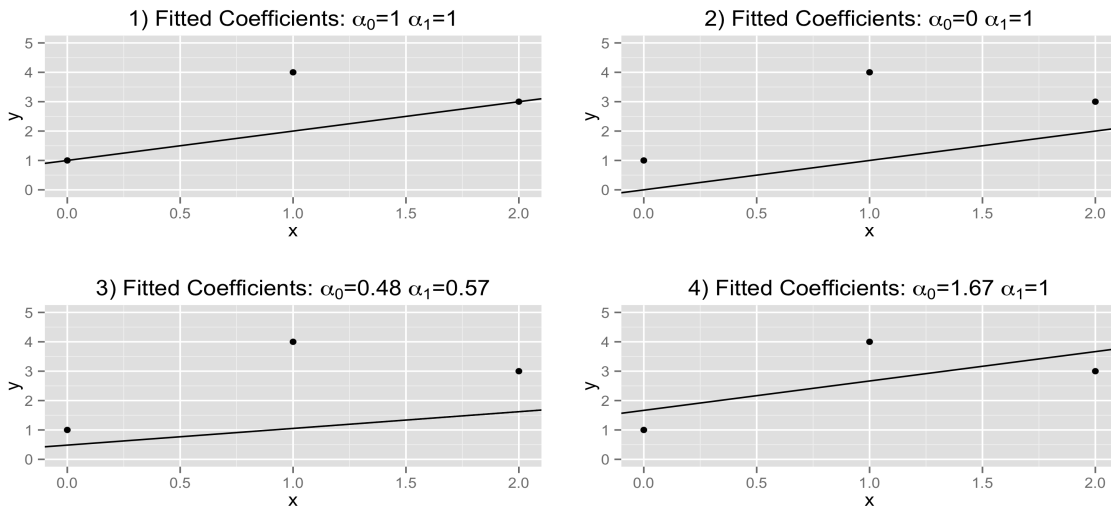 1) Fitted Coefficients: α₀=1 α₁=1
5
4
3
2
1
0
y
0.0 0.5 1.0 1.5 2.0
x
2) Fitted Coefficients: α₀=0 α₁=1
5
4
3
2
1
0
y
0.0 0.5 1.0 1.5 2.0
x
3) Fitted Coefficients: α₀=0.48 α₁=0.57
5
4
3
2
1
0
y
0.0 0.5 1.0 1.5 2.0
x
4) Fitted Coefficients: α₀=1.67 α₁=1
5
4
3
2
1
0
y
0.0 0.5 1.0 1.5 2.0
x